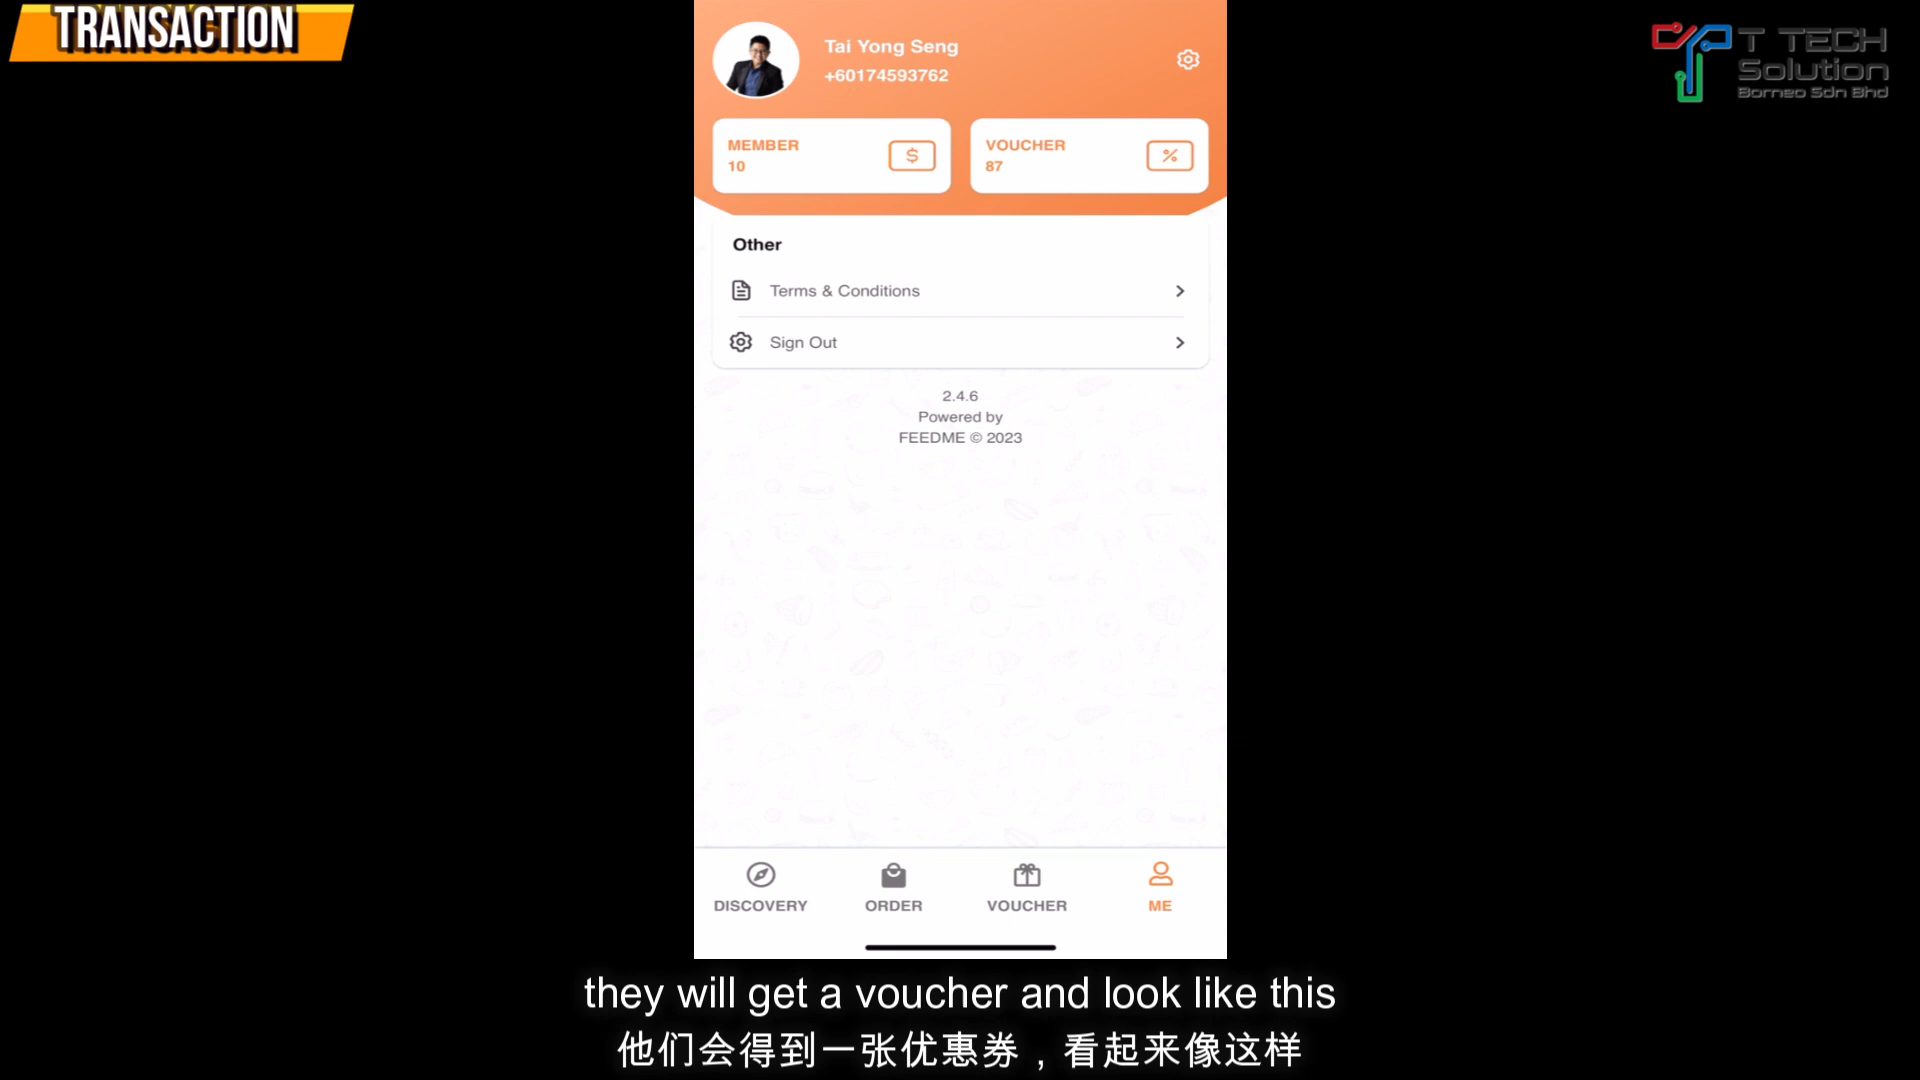 TRANSACTION
T TECH
Solution
Borneo Sdn Bhd
Tai Yong Seng
+60174593762
MEMBER
10
$
VOUCHER
87
%
Other
Terms & Conditions
Sign Out
2.4.6
Powered by
FEEDME © 2023
DISCOVERY
ORDER
VOUCHER
ME
they will get a voucher and look like this
他们会得到一张优惠券，看起来像这样